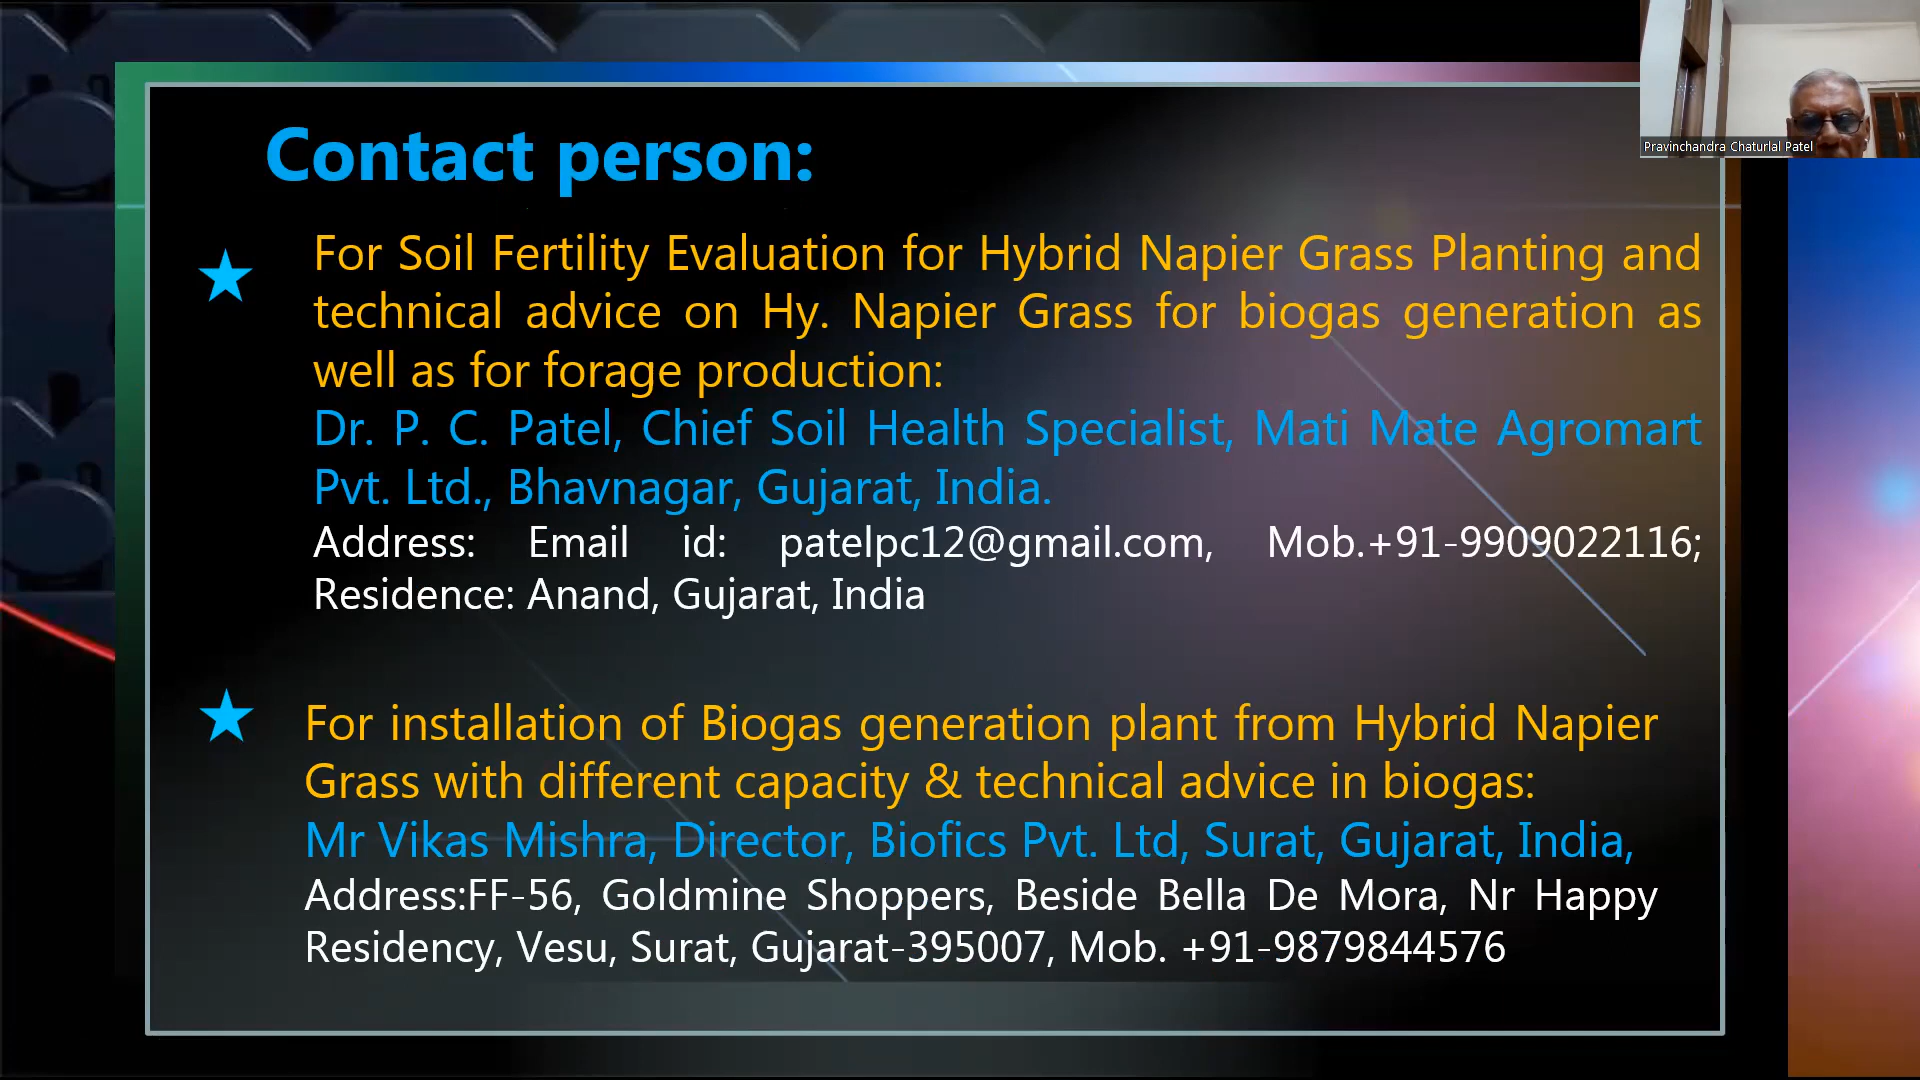 Contact person:
For Soil Fertility Evaluation for Hybrid Napier Grass Planting and
technical advice on Hy. Napier Grass for biogas generation as
well as for forage production:
Dr. P. C. Patel, Chief Soil Health Specialist, Mati Mate Agromart
Pvt. Ltd., Bhavnagar, Gujarat, India.
Address: Email id: patelpc12@gmail.com, Mob.+91-9909022116;
Residence: Anand, Gujarat, India
For installation of Biogas generation plant from Hybrid Napier
Grass with different capacity & technical advice in biogas:
Mr Vikas Mishra, Director, Biofics Pvt. Ltd, Surat, Gujarat, India,
Address:FF-56, Goldmine Shoppers, Beside Bella De Mora, Nr Happy
Residency, Vesu, Surat, Gujarat-395007, Mob. +91-9879844576
Pravinchandra Chaturlal Patel